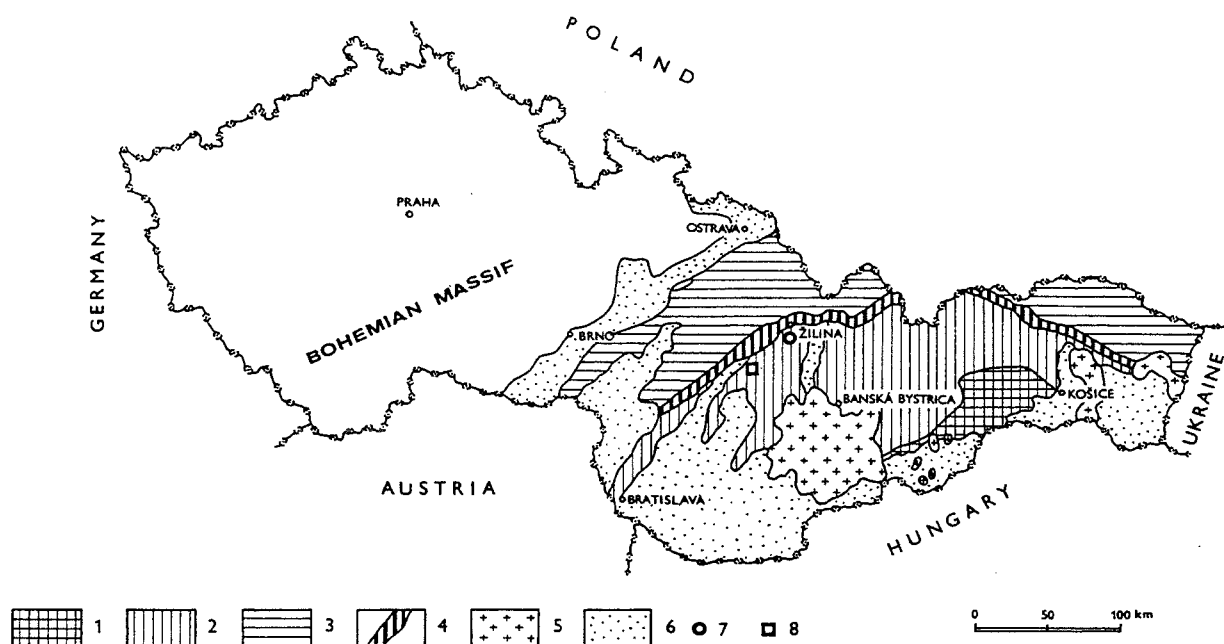 POLAND
GERMANY
PRAHA
OSTRAVA
BOHEMIAN MASSIF
BRNO
ŽILINA
BANSKÁ BYSTRICA
KOŠICE
UKRAINE
AUSTRIA
BRATISLAVA
HUNGARY
1 2 3 4 5 6 7 8
0 50 100 km